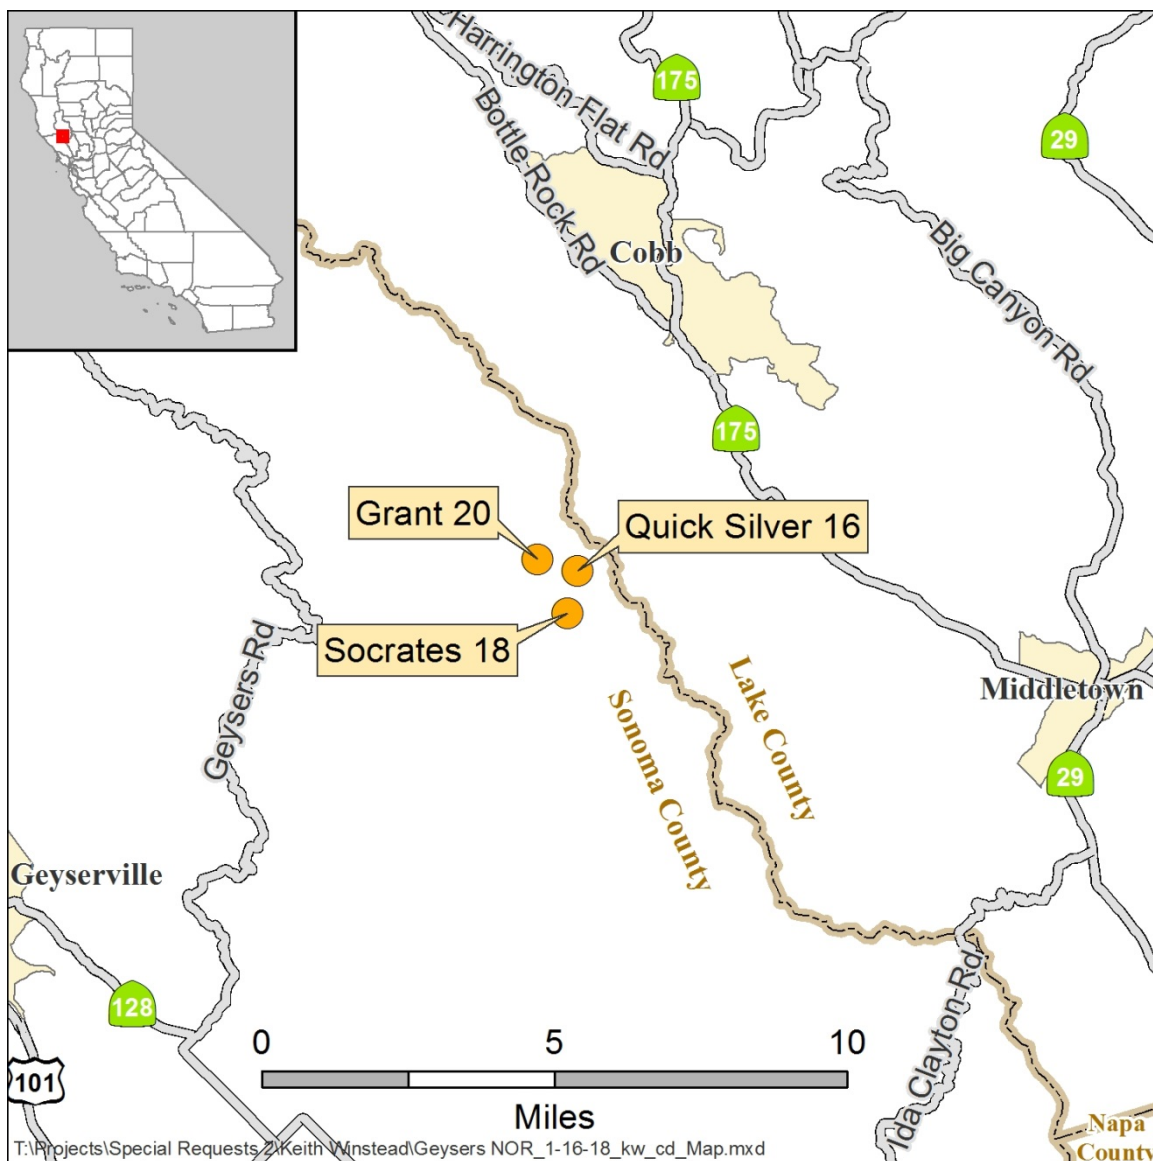 Harrington Flat Rd
175
29
Bottle Rock Rd
Cobb
Big Canyon Rd
175
Grant 20
Quick Silver 16
Socrates 18
Geysers Rd
Lake County
Sonoma County
Middletown
29
Geyserville
128
101
Ida Clayton Rd
0 5 10
Miles
Napa
County
T:\Projects\Special Requests 2\Keith Winstead\Geysers NOR_1-16-18_kw_cd_Map.mxd